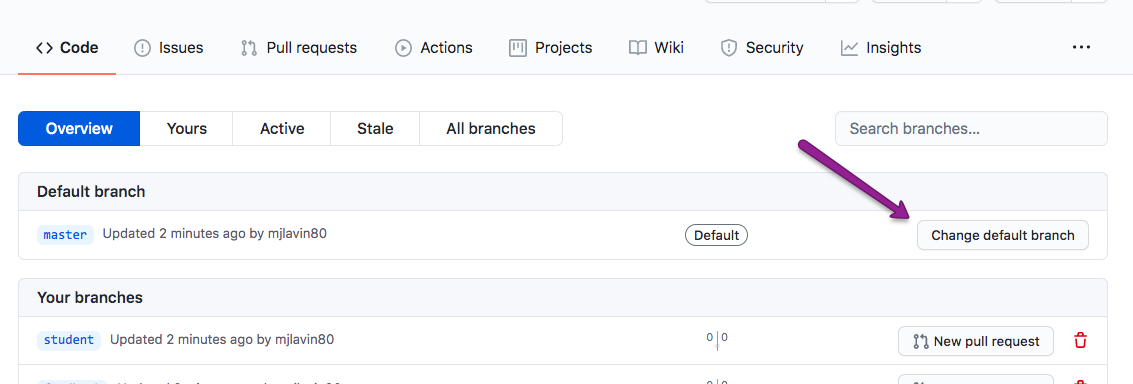 Code Issues Pull requests Actions Projects Wiki Security Insights
Overview Yours Active Stale All branches Search branches...
Default branch
master Updated 2 minutes ago by mjlavin80 Default Change default branch
Your branches
student Updated 2 minutes ago by mjlavin80 0 0 New pull request